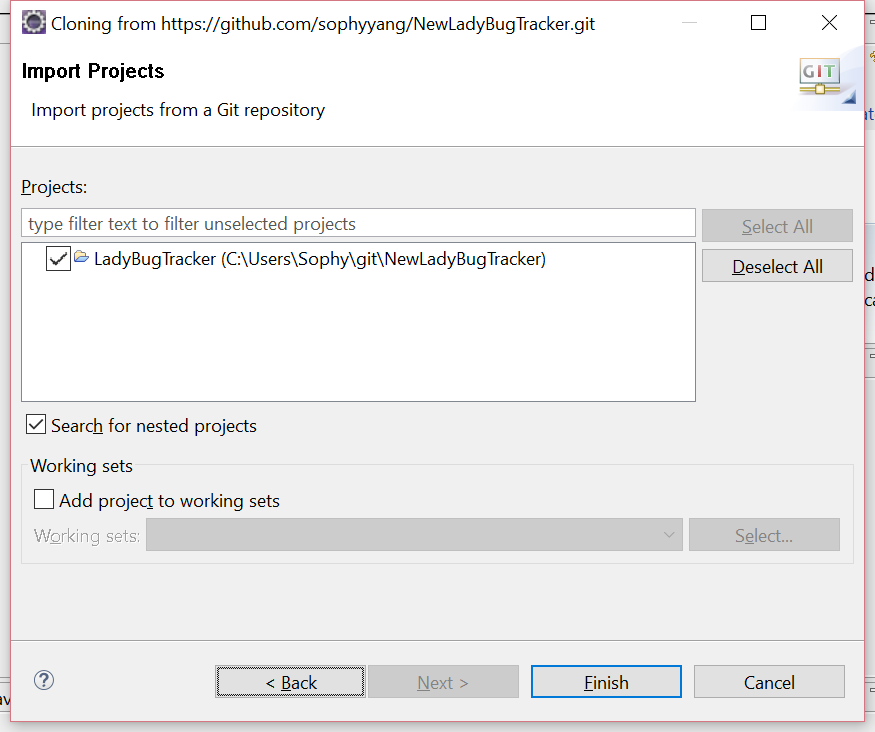 Cloning from https://github.com/sophyyang/NewLadyBugTracker.git
Import Projects
GIT
Import projects from a Git repository
Projects:
type filter text to filter unselected projects
Select All
LadyBugTracker (C:\Users\Sophy\git\NewLadyBugTracker)
Deselect All
Search for nested projects
Working sets
Add project to working sets
Working sets:
Select...
?
< Back
Next >
Finish
Cancel